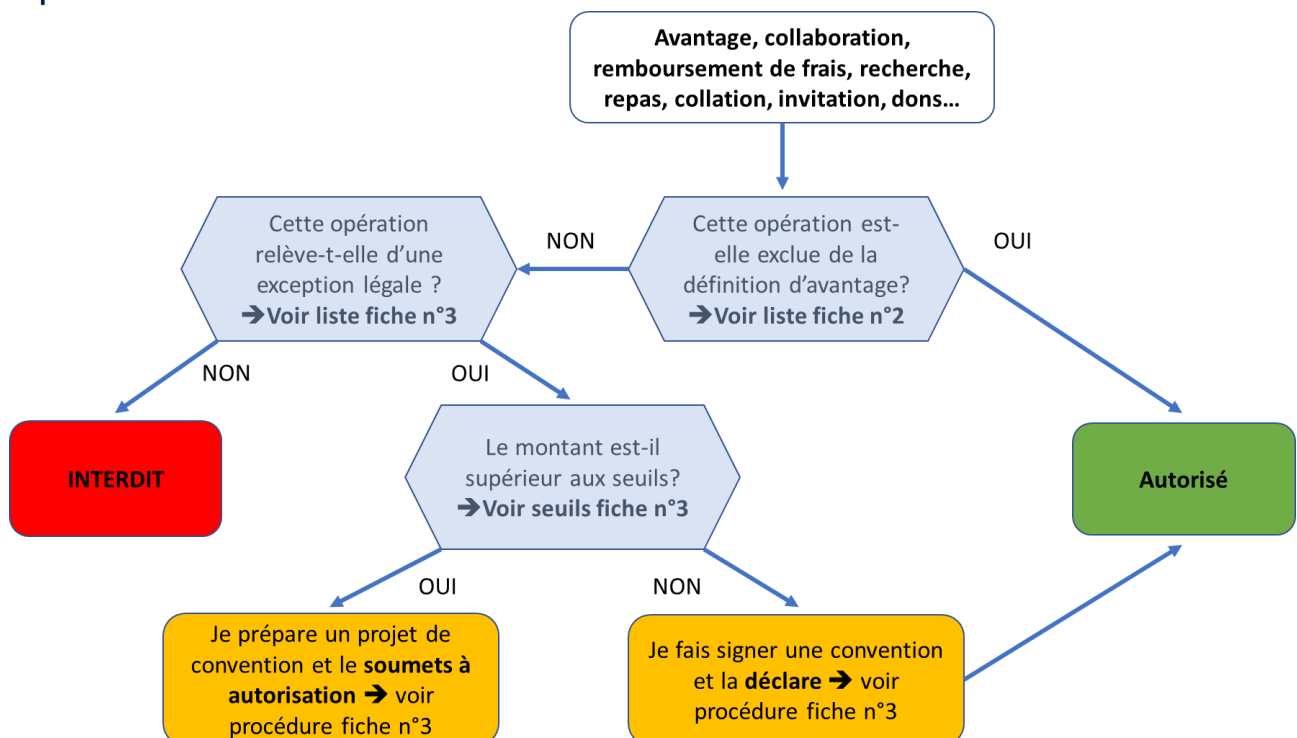 Avantage, collaboration,
remboursement de frais, recherche,
repas, collation, invitation, dons…
Cette opération
relève-t-elle d’une
exception légale ?
➔Voir liste fiche n°3
NON
Cette opération est-
elle exclue de la
définition d’avantage?
➔Voir liste fiche n°2
OUI
NON
OUI
INTERDIT
Le montant est-il
supérieur aux seuils?
➔Voir seuils fiche n°3
Autorisé
OUI
NON
Je prépare un projet de
convention et le soumets à
autorisation ➔ voir
procédure fiche n°3
Je fais signer une convention
et la déclare ➔ voir
procédure fiche n°3